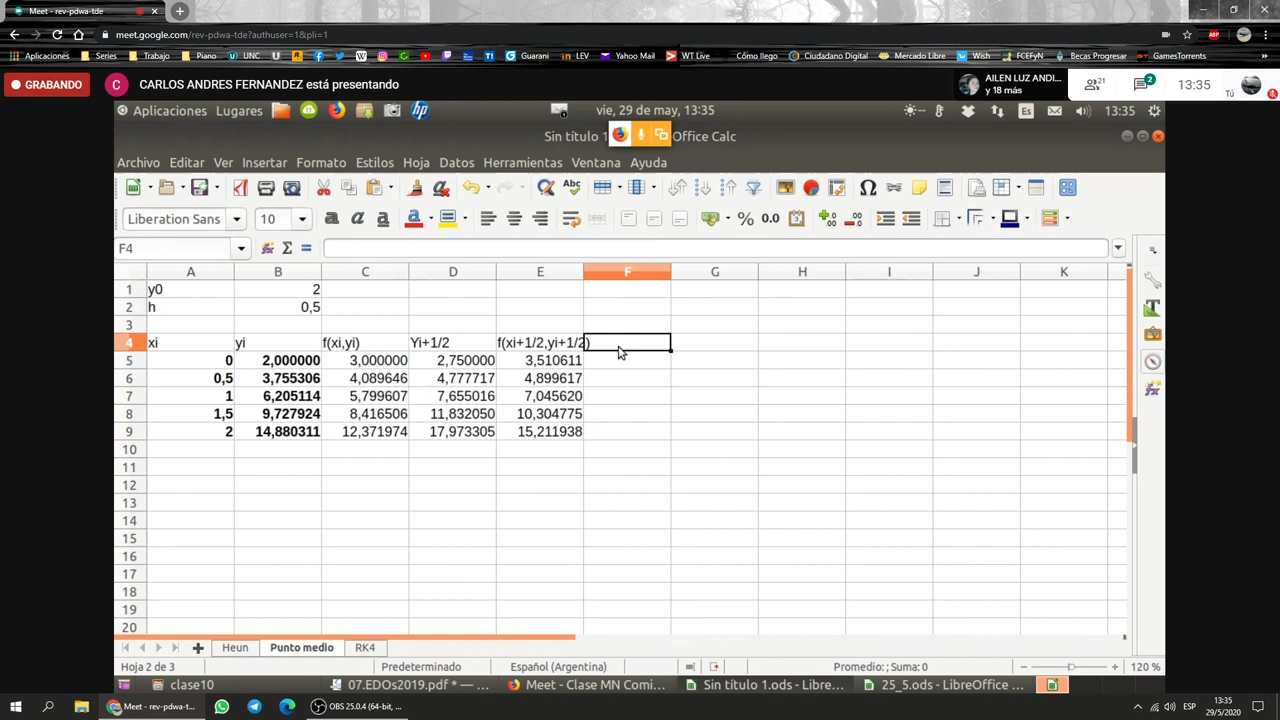 Meet - rev-pdwa-tde
meet.google.com/rev-pdwa-tde?authuser=1&pli=1
ABP
Aplicaciones Series Trabajo Piano UNC Guarani LEV Yahoo Mail WT Live Cómo llego Ciudadano Digital Mercado Libre Wish FCEFyN Becas Progresar GamesTorrents
GRABANDO
C CARLOS ANDRES FERNANDEZ está presentando
AILEN LUZ ANDI...
y 18 más
21
2
13:35
Tú
Aplicaciones Lugares hp vie, 29 de may, 13:35 Es 13:35
Sin título 1 Office Calc
Archivo Editar Ver Insertar Formato Estilos Hoja Datos Herramientas Ventana Ayuda
Liberation Sans 10
F4
A B C D E F G H I J K
1 y0 2
2 h 0,5
3
4 xi yi f(xi,yi) Yi+1/2 f(xi+1/2,yi+1/2)
5 0 2,000000 3,000000 2,750000 3,510611
6 0,5 3,755306 4,089646 4,777717 4,899617
7 1 6,205114 5,799607 7,655016 7,045620
8 1,5 9,727924 8,416506 11,832050 10,304775
9 2 14,880311 12,371974 17,973305 15,211938
10
11
12
13
14
15
16
17
18
19
20
Heun Punto medio RK4
Hoja 2 de 3 Predeterminado Español (Argentina) Promedio: ; Suma: 0 120 %
clase10 07.EDOs2019.pdf * — ... Meet - Clase MN Comi... Sin título 1.ods - Libre... 25_5.ods - LibreOffice ...
Meet - rev-pdwa-t... OBS 25.0.4 (64-bit, ... ESP 13:35
29/5/2020